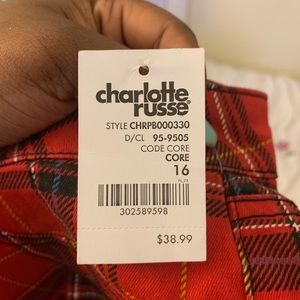 charlotte
russe®
STYLE CHRPB000330
D/CL 95-9505
CODE CORE
CORE
16
302589598
$38.99